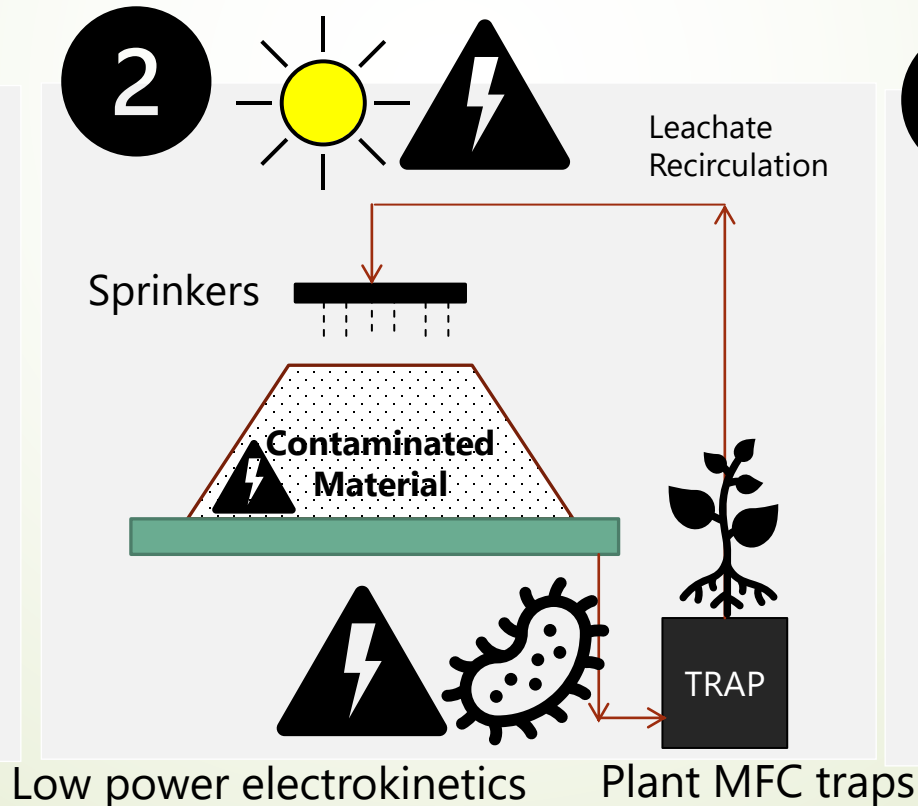 2
Leachate
Recirculation
Sprinkers
Contaminated
Material
TRAP
Low power electrokinetics
Plant MFC traps